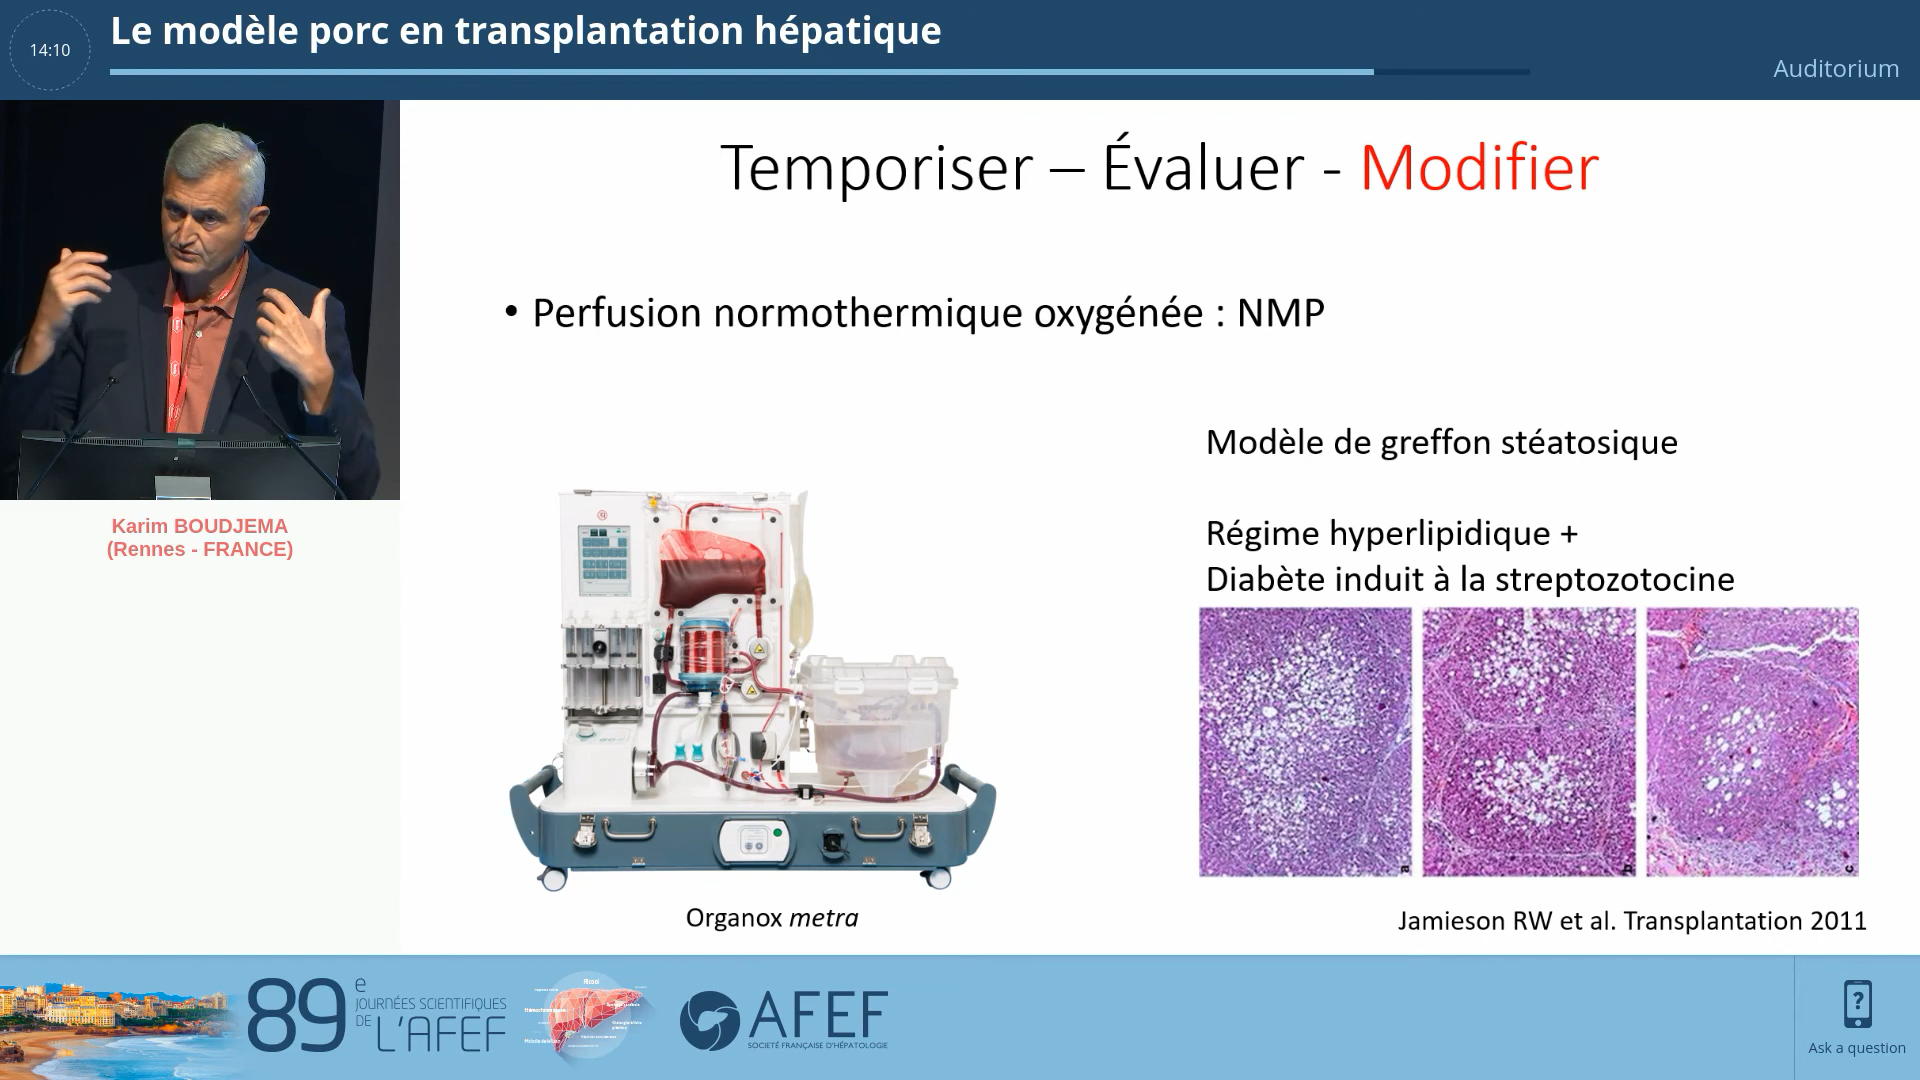 14:10
Le modèle porc en transplantation hépatique
Auditorium
Karim BOUDJEMA
(Rennes - FRANCE)
Temporiser – Évaluer - Modifier
• Perfusion normothermique oxygénée : NMP
Modèle de greffon stéatosique
Régime hyperlipidique +
Diabète induit à la streptozotocine
a
b
c
Organox metra
Jamieson RW et al. Transplantation 2011
89e
JOURNÉES SCIENTIFIQUES
DE L'AFEF
AFEF
SOCIÉTÉ FRANÇAISE D'HÉPATOLOGIE
?
Ask a question